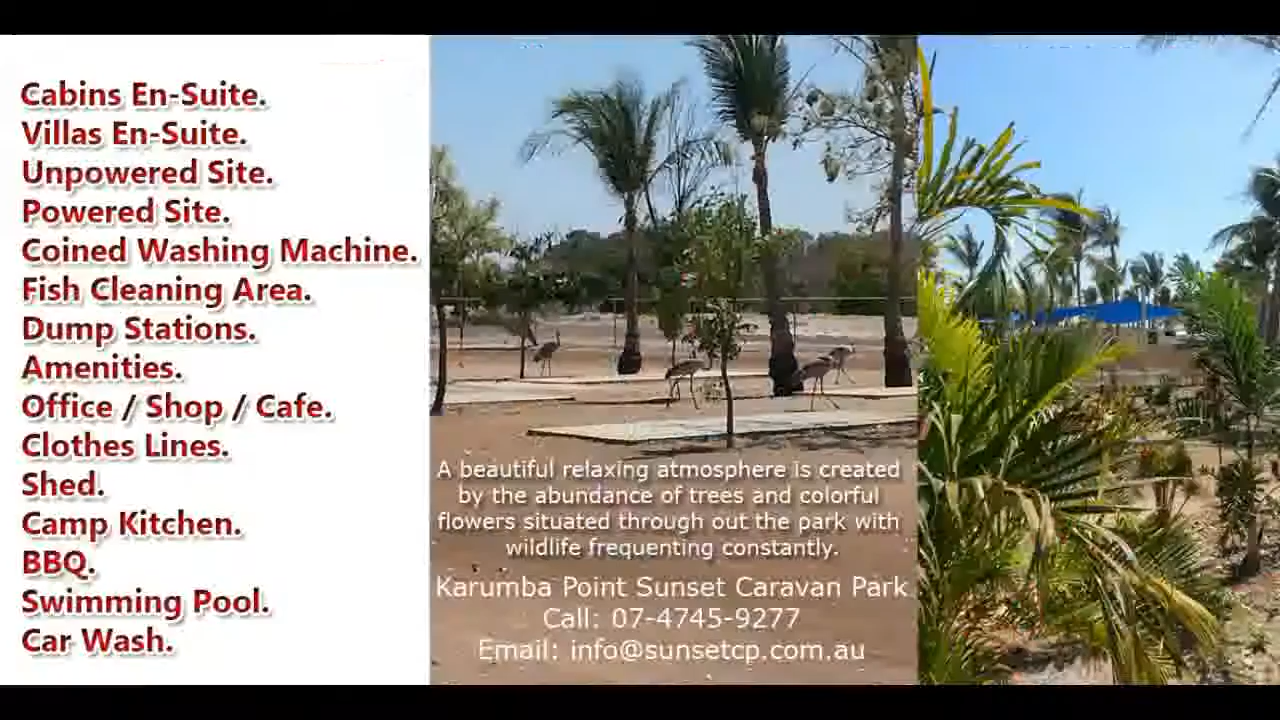 Cabins En-Suite.
Villas En-Suite.
Unpowered Site.
Powered Site.
Coined Washing Machine.
Fish Cleaning Area.
Dump Stations.
Amenities.
Office / Shop / Cafe.
Clothes Lines.
Shed.
Camp Kitchen.
BBQ.
Swimming Pool.
Car Wash.
A beautiful relaxing atmosphere is created
by the abundance of trees and colorful
flowers situated through out the park with
wildlife frequenting constantly.
Karumba Point Sunset Caravan Park
Call: 07-4745-9277
Email: info@sunsetcp.com.au